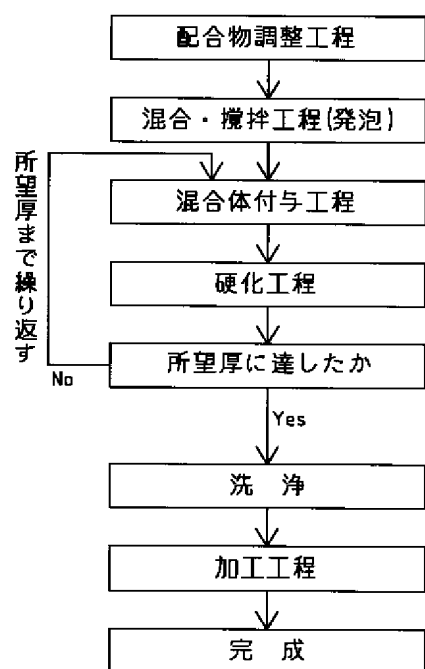 配合物調整工程
混合・攪拌工程(発泡)
所望厚まで繰り返す
混合体付与工程
硬化工程
所望厚に達したか
No
Yes
洗 浄
加工工程
完 成